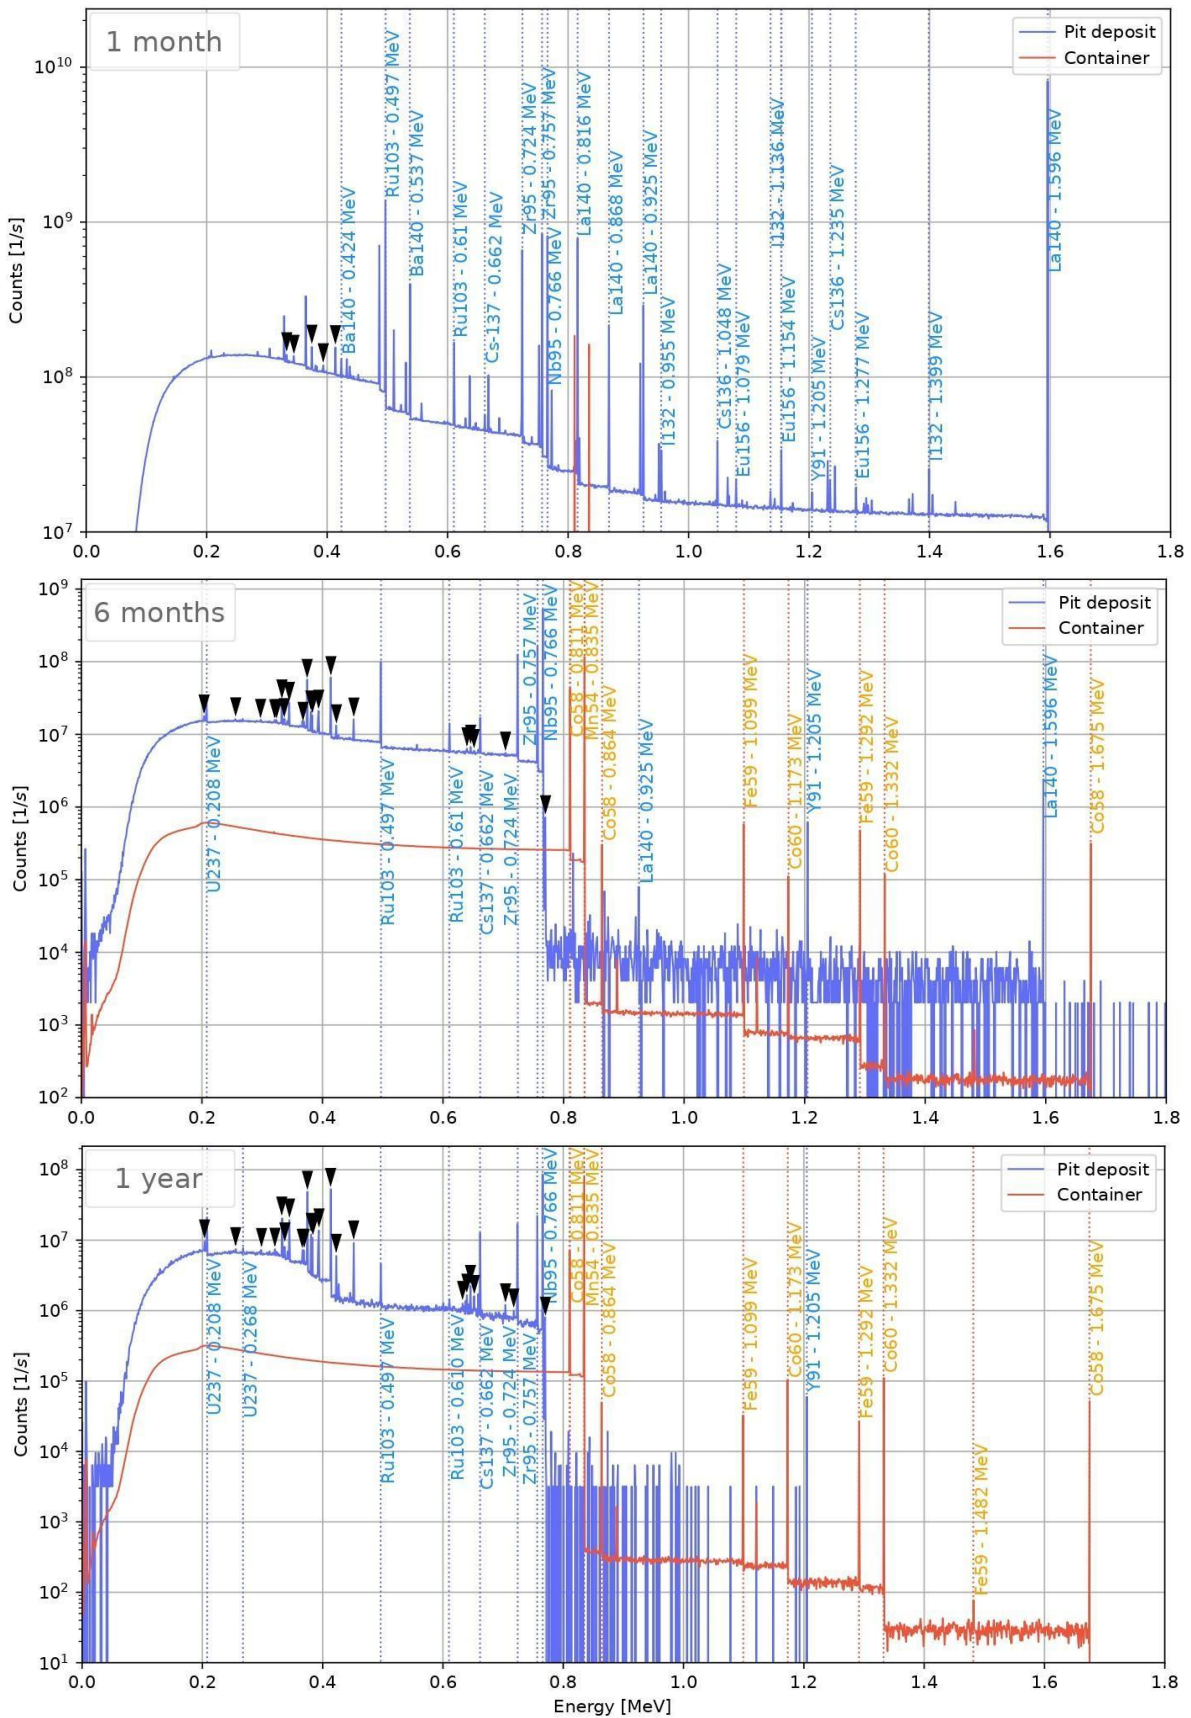 1 month
Pit deposit
Container
10^10
10^9
10^8
10^7
Counts [1/s]
Ba140 - 0.424 MeV
Ru103 - 0.497 MeV
Ba140 - 0.537 MeV
Ru103 - 0.61 MeV
Cs-137 - 0.662 MeV
Zr95 - 0.724 MeV
Zr95 - 0.757 MeV
Nb95 - 0.766 MeV
La140 - 0.816 MeV
La140 - 0.868 MeV
La140 - 0.925 MeV
I132 - 0.955 MeV
Cs136 - 1.048 MeV
Eu156 - 1.079 MeV
I132 - 1.136 MeV
Eu156 - 1.154 MeV
Y91 - 1.205 MeV
Cs136 - 1.235 MeV
Eu156 - 1.277 MeV
I132 - 1.399 MeV
La140 - 1.596 MeV
0.0 0.2 0.4 0.6 0.8 1.0 1.2 1.4 1.6 1.8
6 months
Pit deposit
Container
10^9
10^8
10^7
10^6
10^5
10^4
10^3
10^2
Counts [1/s]
U237 - 0.208 MeV
Ru103 - 0.497 MeV
Ru103 - 0.61 MeV
Cs137 - 0.662 MeV
Zr95 - 0.724 MeV
Zr95 - 0.757 MeV
Nb95 - 0.766 MeV
Co58 - 0.811 MeV
Mn54 - 0.835 MeV
Co58 - 0.864 MeV
La140 - 0.925 MeV
Fe59 - 1.099 MeV
Co60 - 1.173 MeV
Y91 - 1.205 MeV
Fe59 - 1.292 MeV
Co60 - 1.332 MeV
La140 - 1.596 MeV
Co58 - 1.675 MeV
0.0 0.2 0.4 0.6 0.8 1.0 1.2 1.4 1.6 1.8
1 year
Pit deposit
Container
10^8
10^7
10^6
10^5
10^4
10^3
10^2
10^1
Counts [1/s]
U237 - 0.208 MeV
U237 - 0.268 MeV
Ru103 - 0.497 MeV
Ru103 - 0.610 MeV
Cs137 - 0.662 MeV
Zr95 - 0.724 MeV
Zr95 - 0.757 MeV
Nb95 - 0.766 MeV
Co58 - 0.811 MeV
Mn54 - 0.835 MeV
Co58 - 0.864 MeV
Fe59 - 1.099 MeV
Co60 - 1.173 MeV
Y91 - 1.205 MeV
Fe59 - 1.292 MeV
Co60 - 1.332 MeV
Fe59 - 1.482 MeV
Co58 - 1.675 MeV
0.0 0.2 0.4 0.6 0.8 1.0 1.2 1.4 1.6 1.8
Energy [MeV]